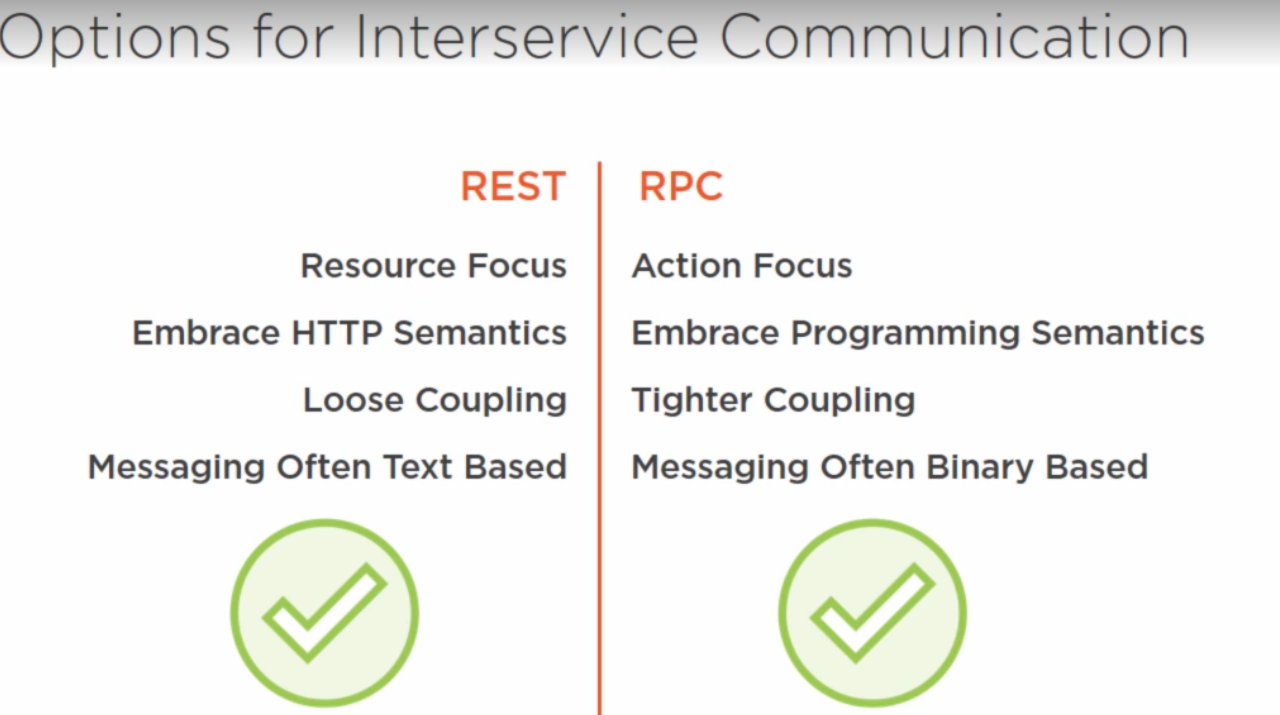 Options for Interservice Communication
REST
Resource Focus
Embrace HTTP Semantics
Loose Coupling
Messaging Often Text Based
RPC
Action Focus
Embrace Programming Semantics
Tighter Coupling
Messaging Often Binary Based